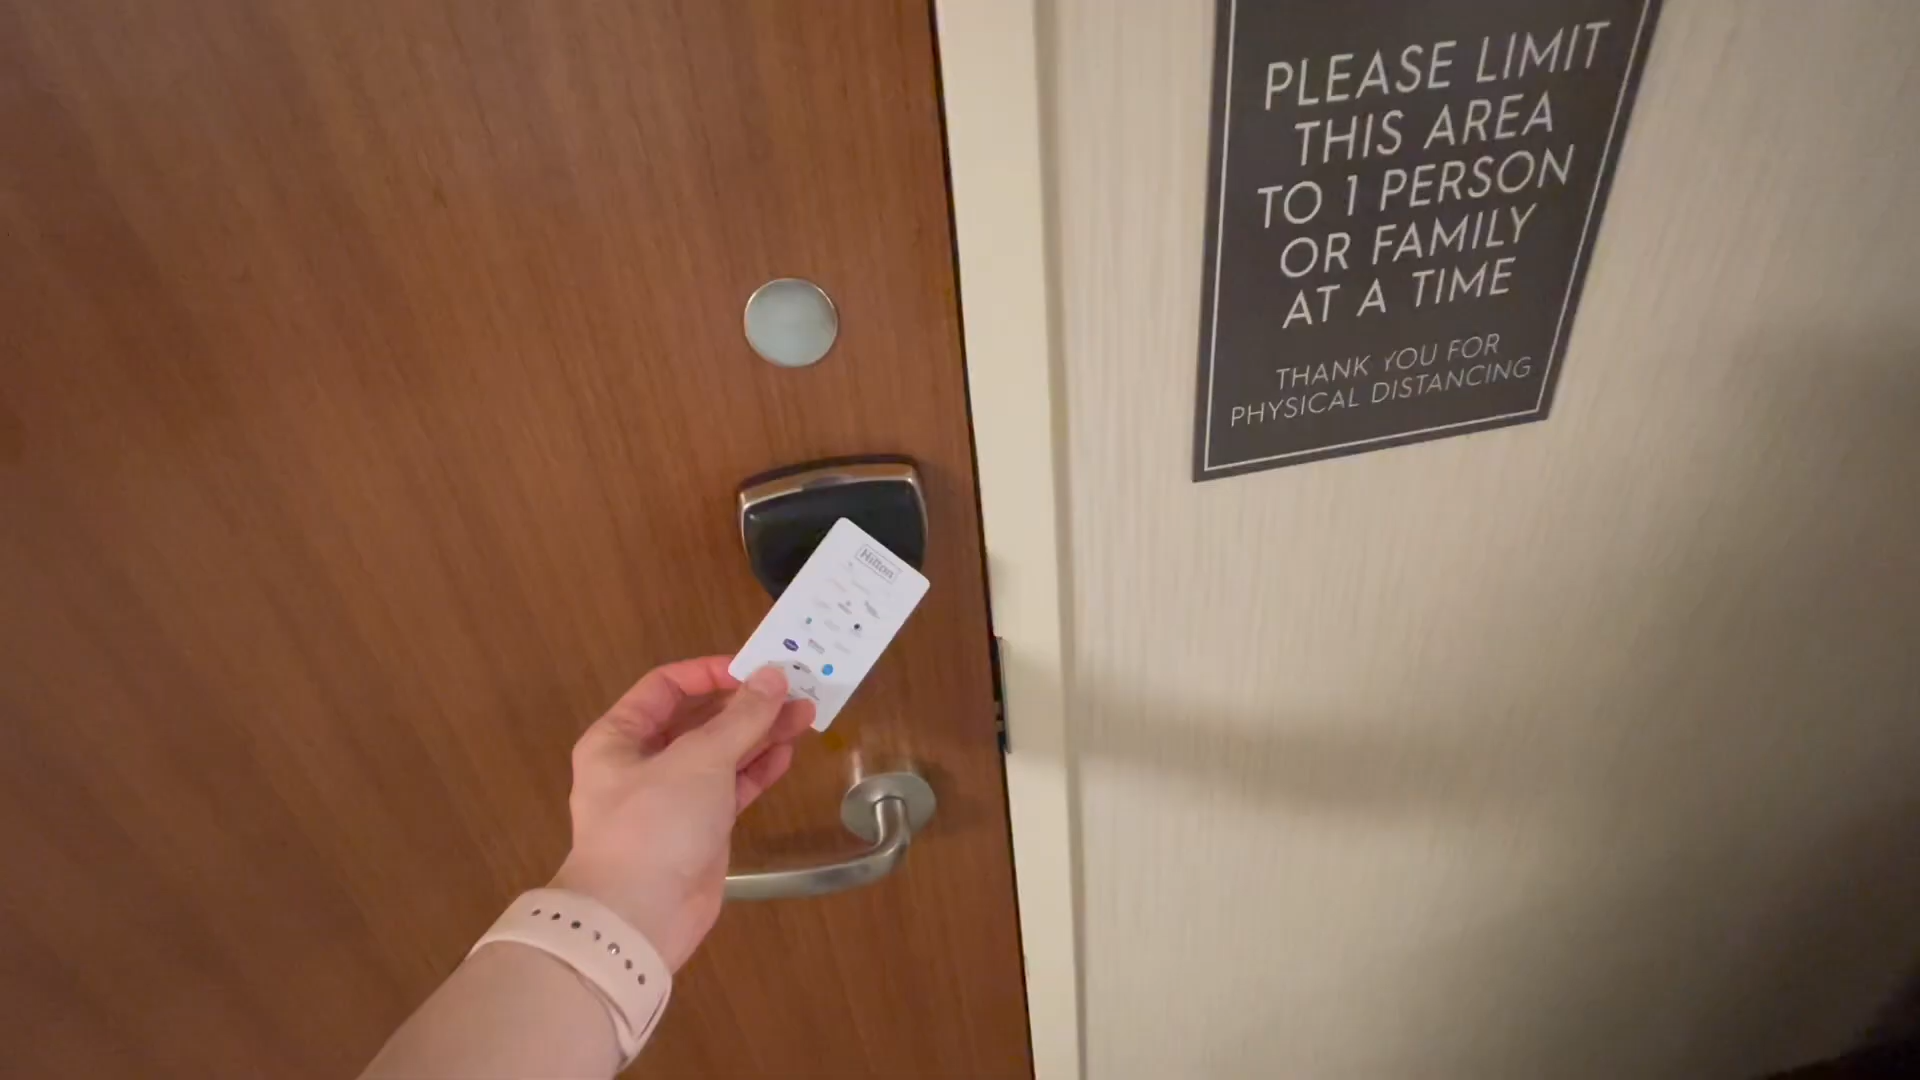 PLEASE LIMIT
THIS AREA
TO 1 PERSON
OR FAMILY
AT A TIME
THANK YOU FOR
PHYSICAL DISTANCING
Hilton